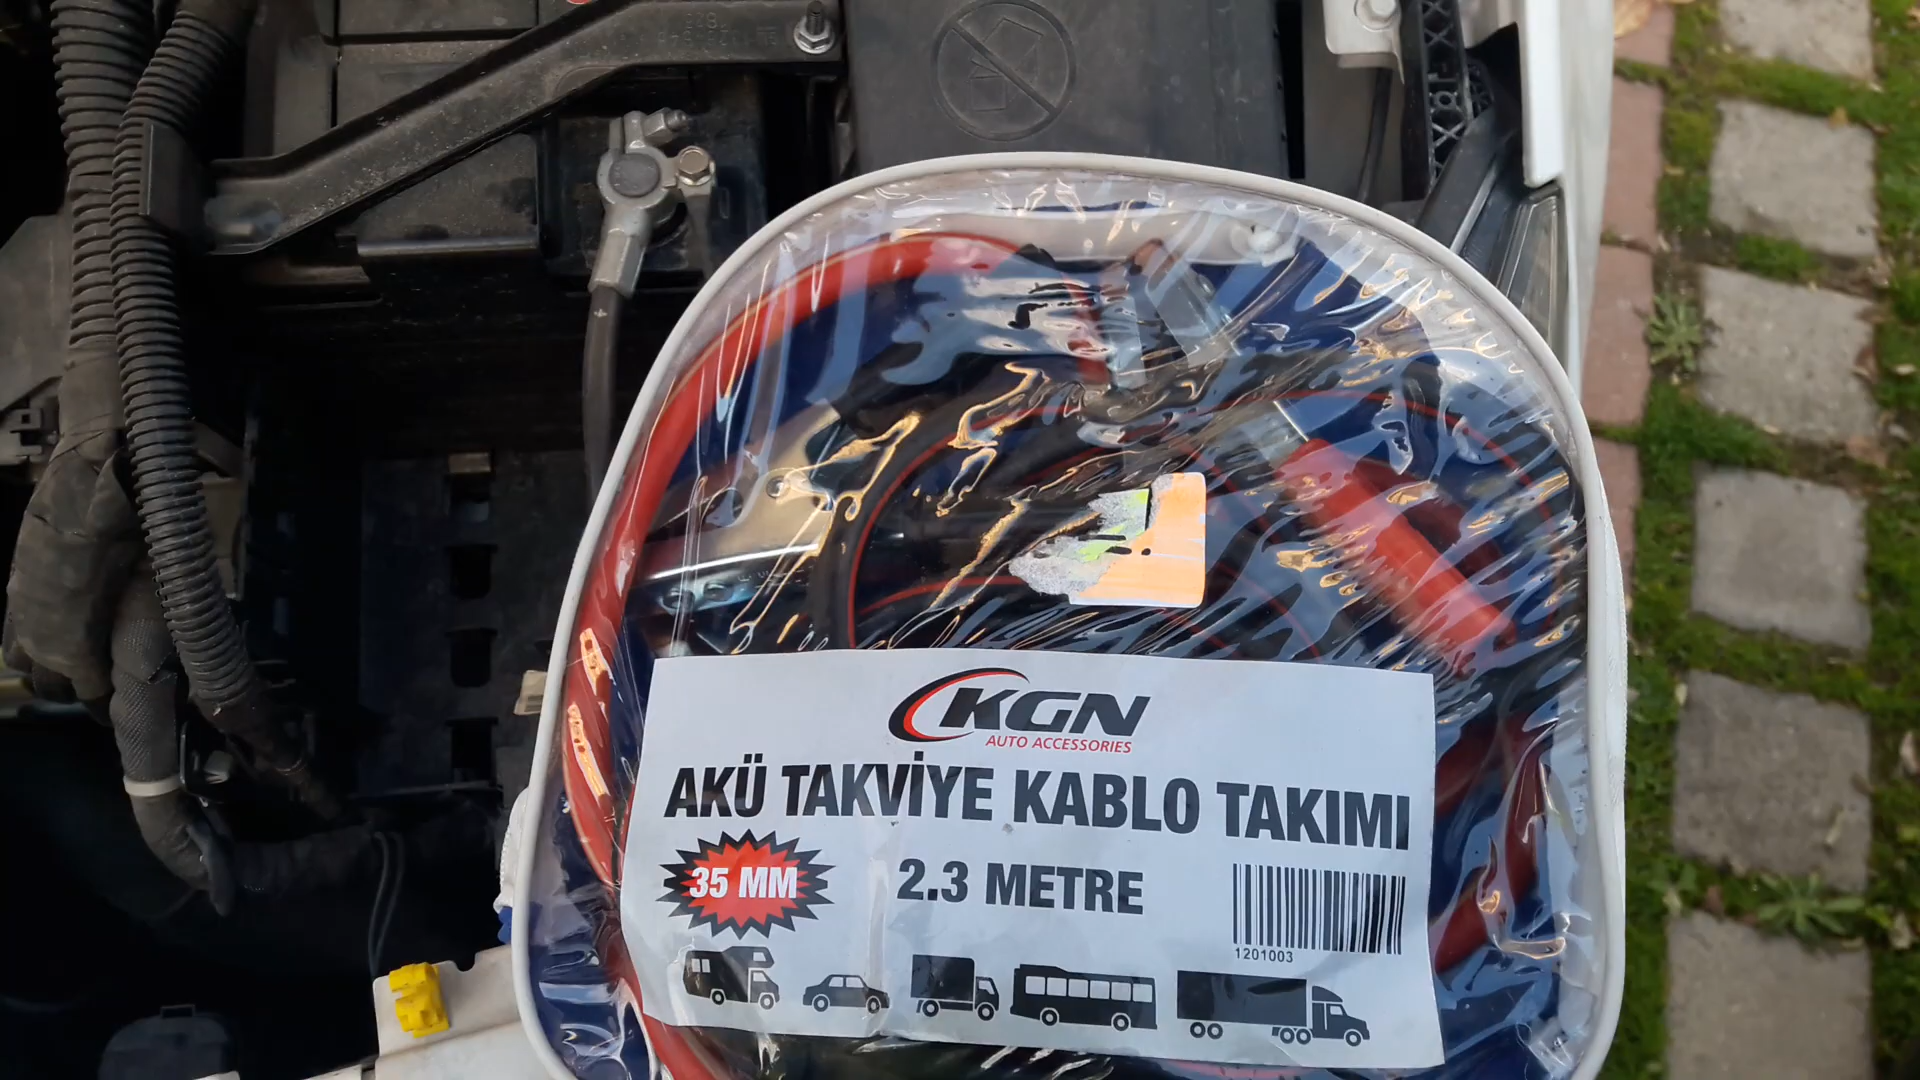 KGN
AUTO ACCESSORIES
AKÜ TAKVİYE KABLO TAKIMI
35 MM
2.3 METRE
1201003